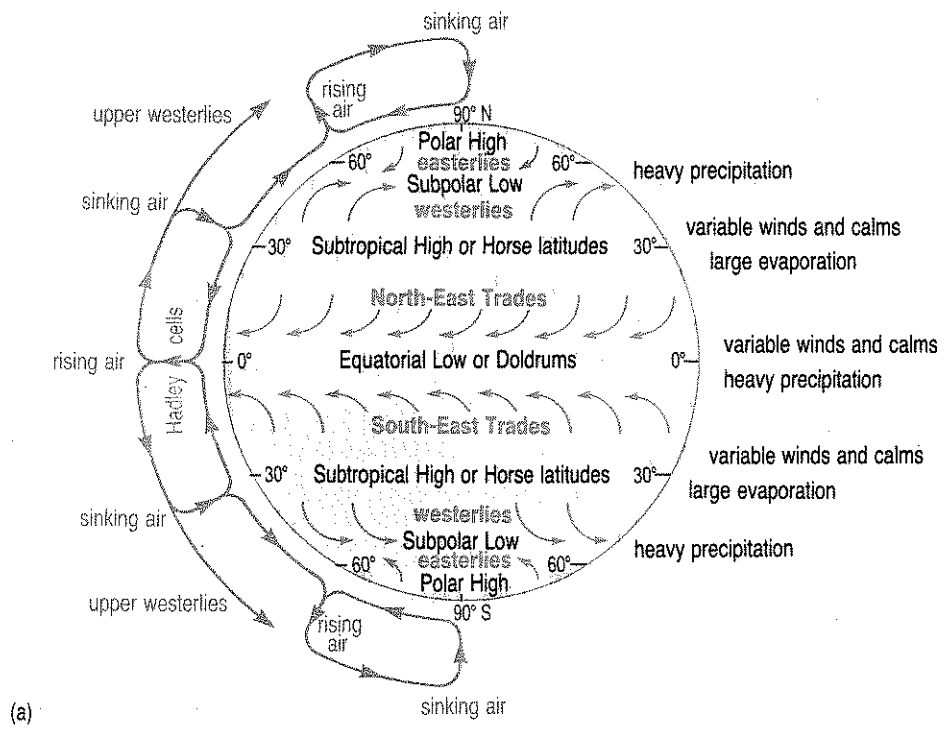 sinking air
rising
air
upper westerlies
90° N
Polar High
60°
easterlies
60°
heavy precipitation
Subpolar Low
sinking air
westerlies
variable winds and calms
30°
Subtropical High or Horse latitudes
30°
large evaporation
North-East Trades
cells
variable winds and calms
rising air
0°
Equatorial Low or Doldrums
0°
heavy precipitation
Hadley
South-East Trades
variable winds and calms
30°
Subtropical High or Horse latitudes
30°
large evaporation
sinking air
westerlies
Subpolar Low
heavy precipitation
60°
easterlies
60°
Polar High
upper westerlies
90° S
rising
air
sinking air
(a)